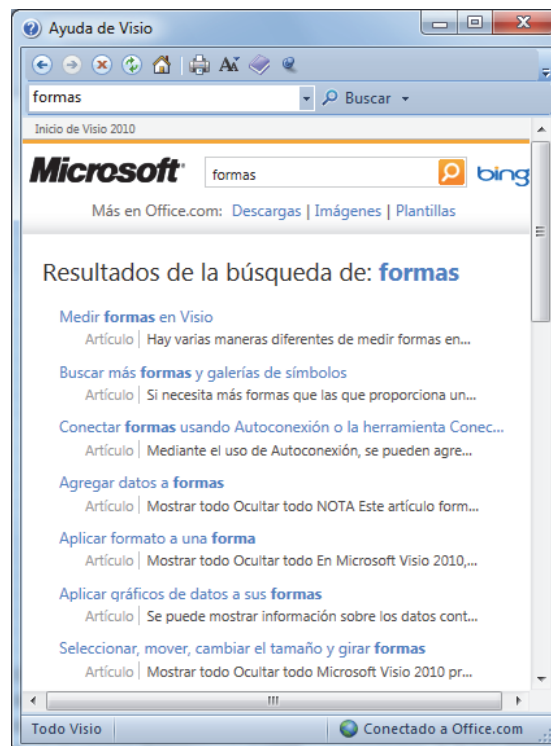 Ayuda de Visio
formas
Buscar
Inicio de Visio 2010
Microsoft
formas
bing
Más en Office.com: Descargas | Imágenes | Plantillas
Resultados de la búsqueda de: formas
Medir formas en Visio
Artículo | Hay varias maneras diferentes de medir formas en...
Buscar más formas y galerías de símbolos
Artículo | Si necesita más formas que las que proporciona un...
Conectar formas usando Autoconexión o la herramienta Conec...
Artículo | Mediante el uso de Autoconexión, se pueden agre...
Agregar datos a formas
Artículo | Mostrar todo Ocultar todo NOTA Este artículo form...
Aplicar formato a una forma
Artículo | Mostrar todo Ocultar todo En Microsoft Visio 2010,...
Aplicar gráficos de datos a sus formas
Artículo | Se puede mostrar información sobre los datos cont...
Seleccionar, mover, cambiar el tamaño y girar formas
Artículo | Mostrar todo Ocultar todo Microsoft Visio 2010 pr...
Todo Visio
Conectado a Office.com